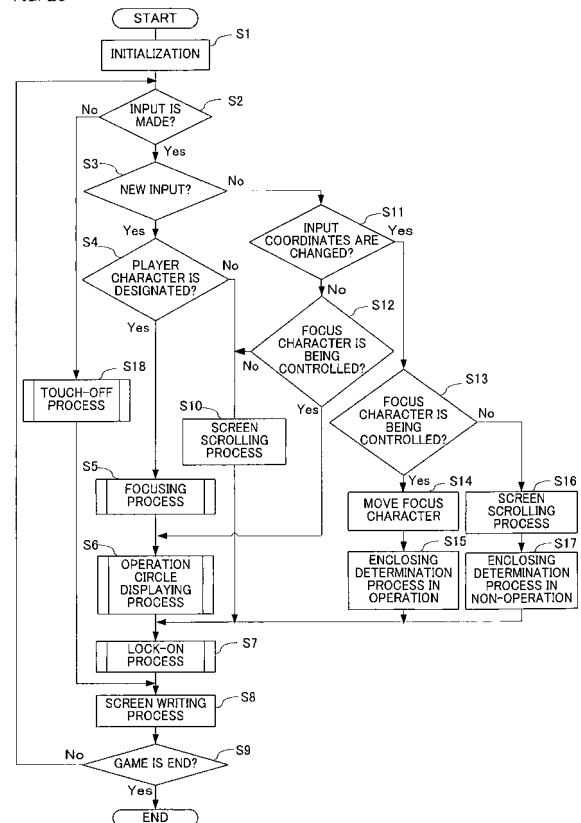 START
S1
INITIALIZATION
S2
No
INPUT IS
MADE?
Yes
S3
NEW INPUT?
No
Yes
S11
INPUT
COORDINATES ARE
CHANGED?
Yes
No
S4
PLAYER
CHARACTER IS
DESIGNATED?
No
Yes
S12
FOCUS
CHARACTER IS
BEING
CONTROLLED?
No
Yes
S18
TOUCH-OFF
PROCESS
S13
FOCUS
CHARACTER IS
BEING
CONTROLLED?
No
Yes
S10
SCREEN
SCROLLING
PROCESS
S5
FOCUSING
PROCESS
S14
MOVE FOCUS
CHARACTER
S16
SCREEN
SCROLLING
PROCESS
S6
OPERATION
CIRCLE
DISPLAYING
PROCESS
S15
ENCLOSING
DETERMINATION
PROCESS IN
OPERATION
S17
ENCLOSING
DETERMINATION
PROCESS IN
NON-OPERATION
S7
LOCK-ON
PROCESS
S8
SCREEN WRITING
PROCESS
S9
No
GAME IS END?
Yes
END